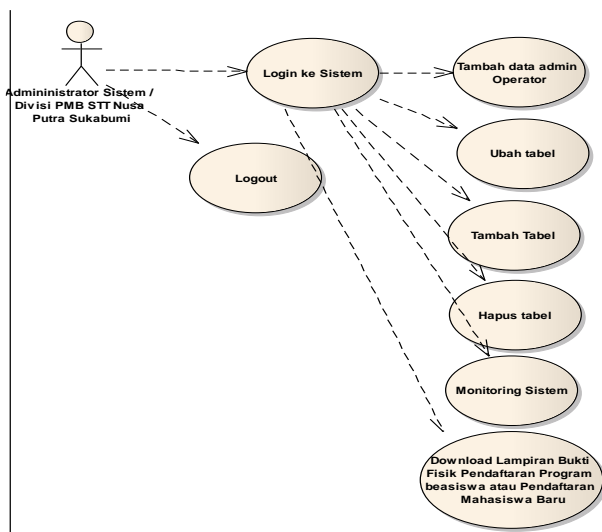 Admininistrator Sistem /
Divisi PMB STT Nusa
Putra Sukabumi
Login ke Sistem
Logout
Tambah data admin
Operator
Ubah tabel
Tambah Tabel
Hapus tabel
Monitoring Sistem
Download Lampiran Bukti
Fisik Pendaftaran Program
beasiswa atau Pendaftaran
Mahasiswa Baru